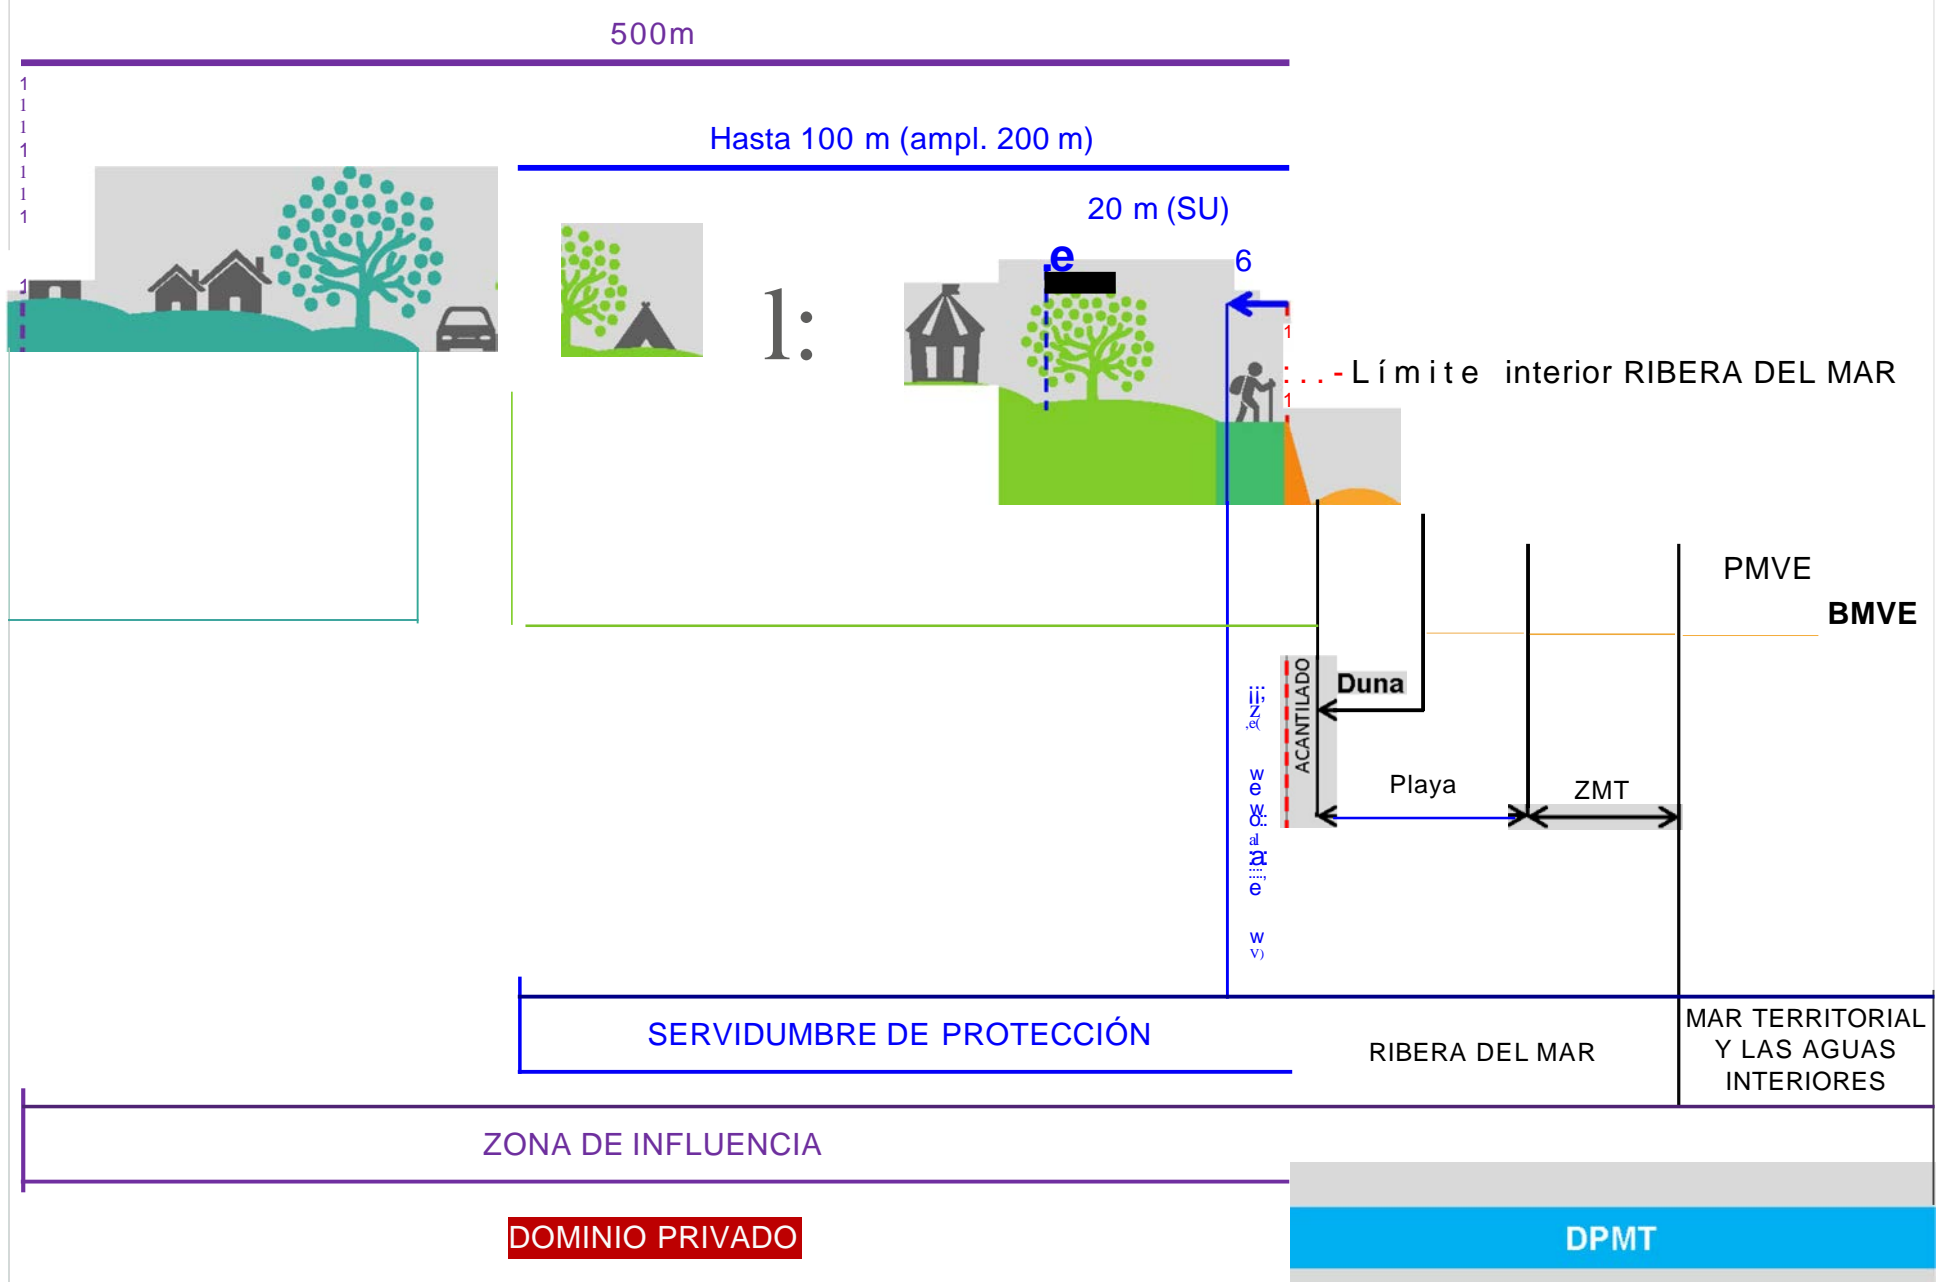 500m
Hasta 100 m (ampl. 200 m)
20 m (SU)
e
6
1:
Límite interior RIBERA DEL MAR
PMVE
BMVE
ACANTILADO
Duna
Playa
ZMT
SERVIDUMBRE DE PROTECCIÓN
RIBERA DEL MAR
MAR TERRITORIAL
Y LAS AGUAS
INTERIORES
ZONA DE INFLUENCIA
DOMINIO PRIVADO
DPMT